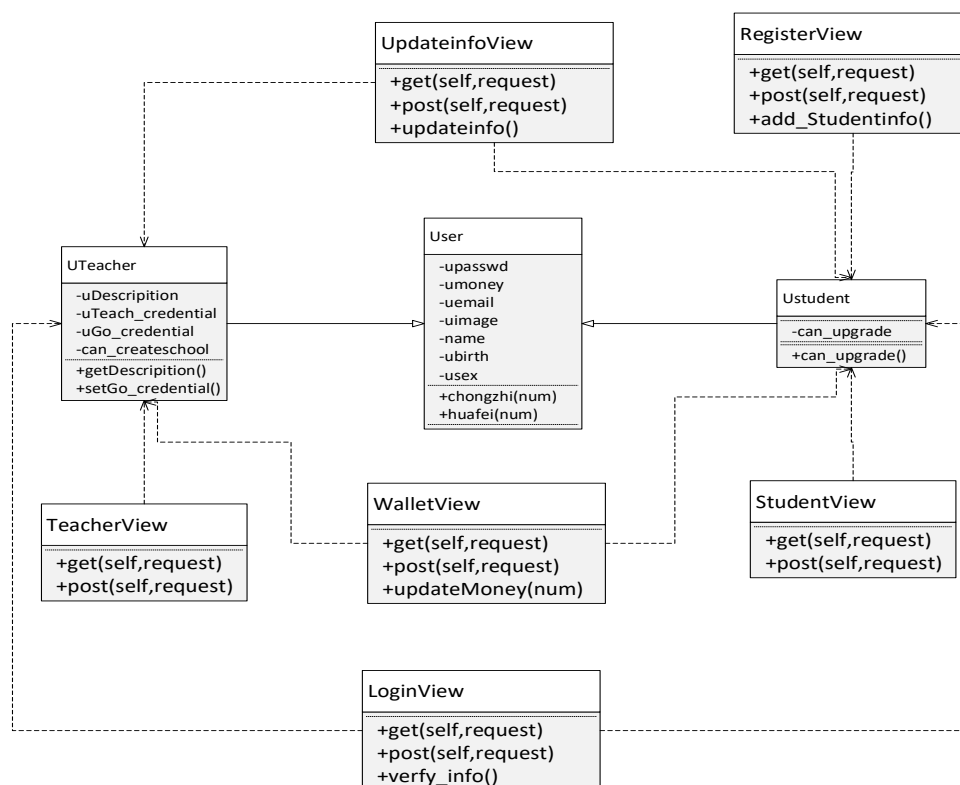 UpdateinfoView
+get(self,request)
+post(self,request)
+updateinfo()
RegisterView
+get(self,request)
+post(self,request)
+add_Studentinfo()
UTeacher
-uDescripition
-uTeach_credential
-uGo_credential
-can_createschool
+getDescripition()
+setGo_credential()
User
-upasswd
-umoney
-uemail
-uimage
-name
-ubirth
-usex
+chongzhi(num)
+huafei(num)
Ustudent
-can_upgrade
+can_upgrade()
TeacherView
+get(self,request)
+post(self,request)
WalletView
+get(self,request)
+post(self,request)
+updateMoney(num)
StudentView
+get(self,request)
+post(self,request)
LoginView
+get(self,request)
+post(self,request)
+verfy_info()